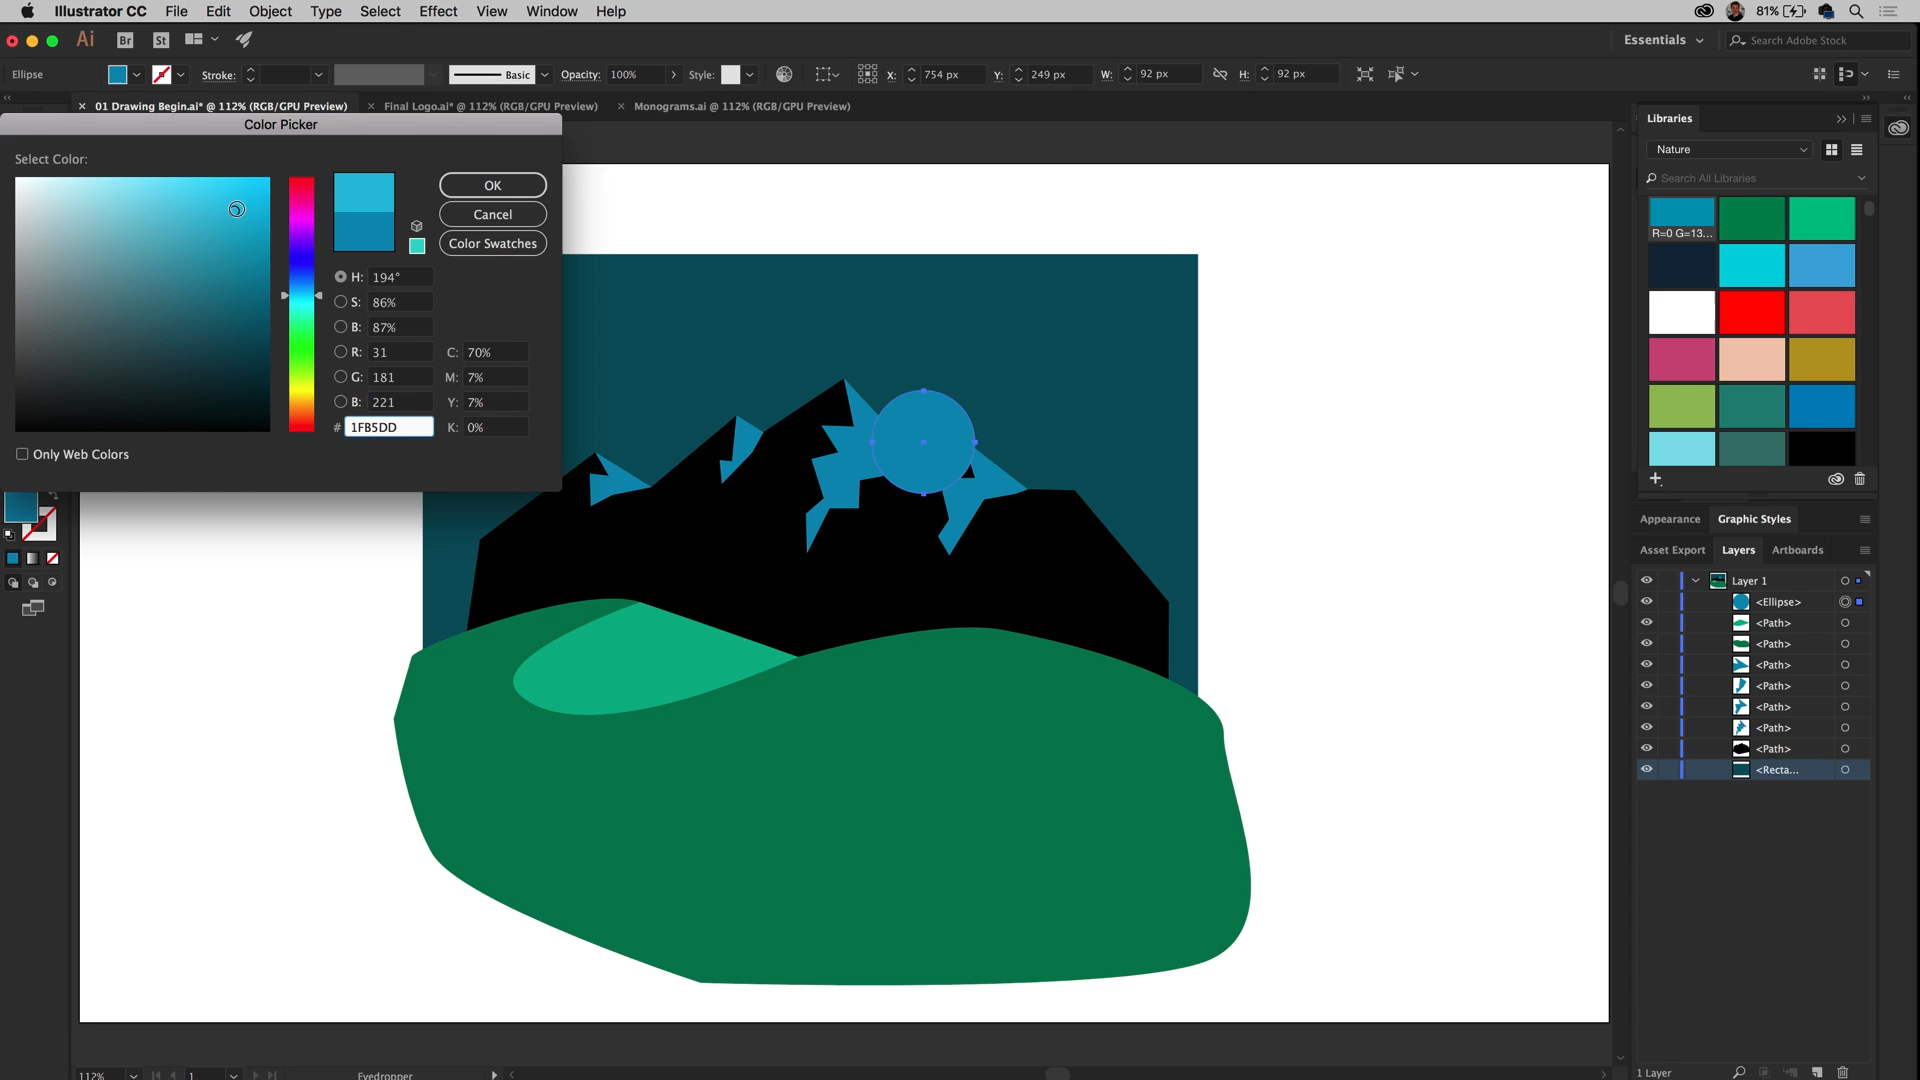 Illustrator CC File Edit Object Type Select Effect View Window Help 81%
Ai Br St Essentials Search Adobe Stock
Ellipse Stroke: Basic Opacity: 100% Style: X: 754 px Y: 249 px W: 92 px H: 92 px
01 Drawing Begin.ai* @ 112% (RGB/GPU Preview) Final Logo.ai* @ 112% (RGB/GPU Preview) Monograms.ai @ 112% (RGB/GPU Preview)
Color Picker
Select Color:
OK
Cancel
Color Swatches
H: 194°
S: 86%
B: 87%
R: 31 C: 70%
G: 181 M: 7%
B: 221 Y: 7%
# 1FB5DD K: 0%
Only Web Colors
Libraries
Nature
Search All Libraries
R=0 G=13...
Appearance Graphic Styles
Asset Export Layers Artboards
Layer 1
<Ellipse>
<Path>
<Path>
<Path>
<Path>
<Path>
<Path>
<Path>
<Recta...
1 Layer
112% 1 Eyedropper